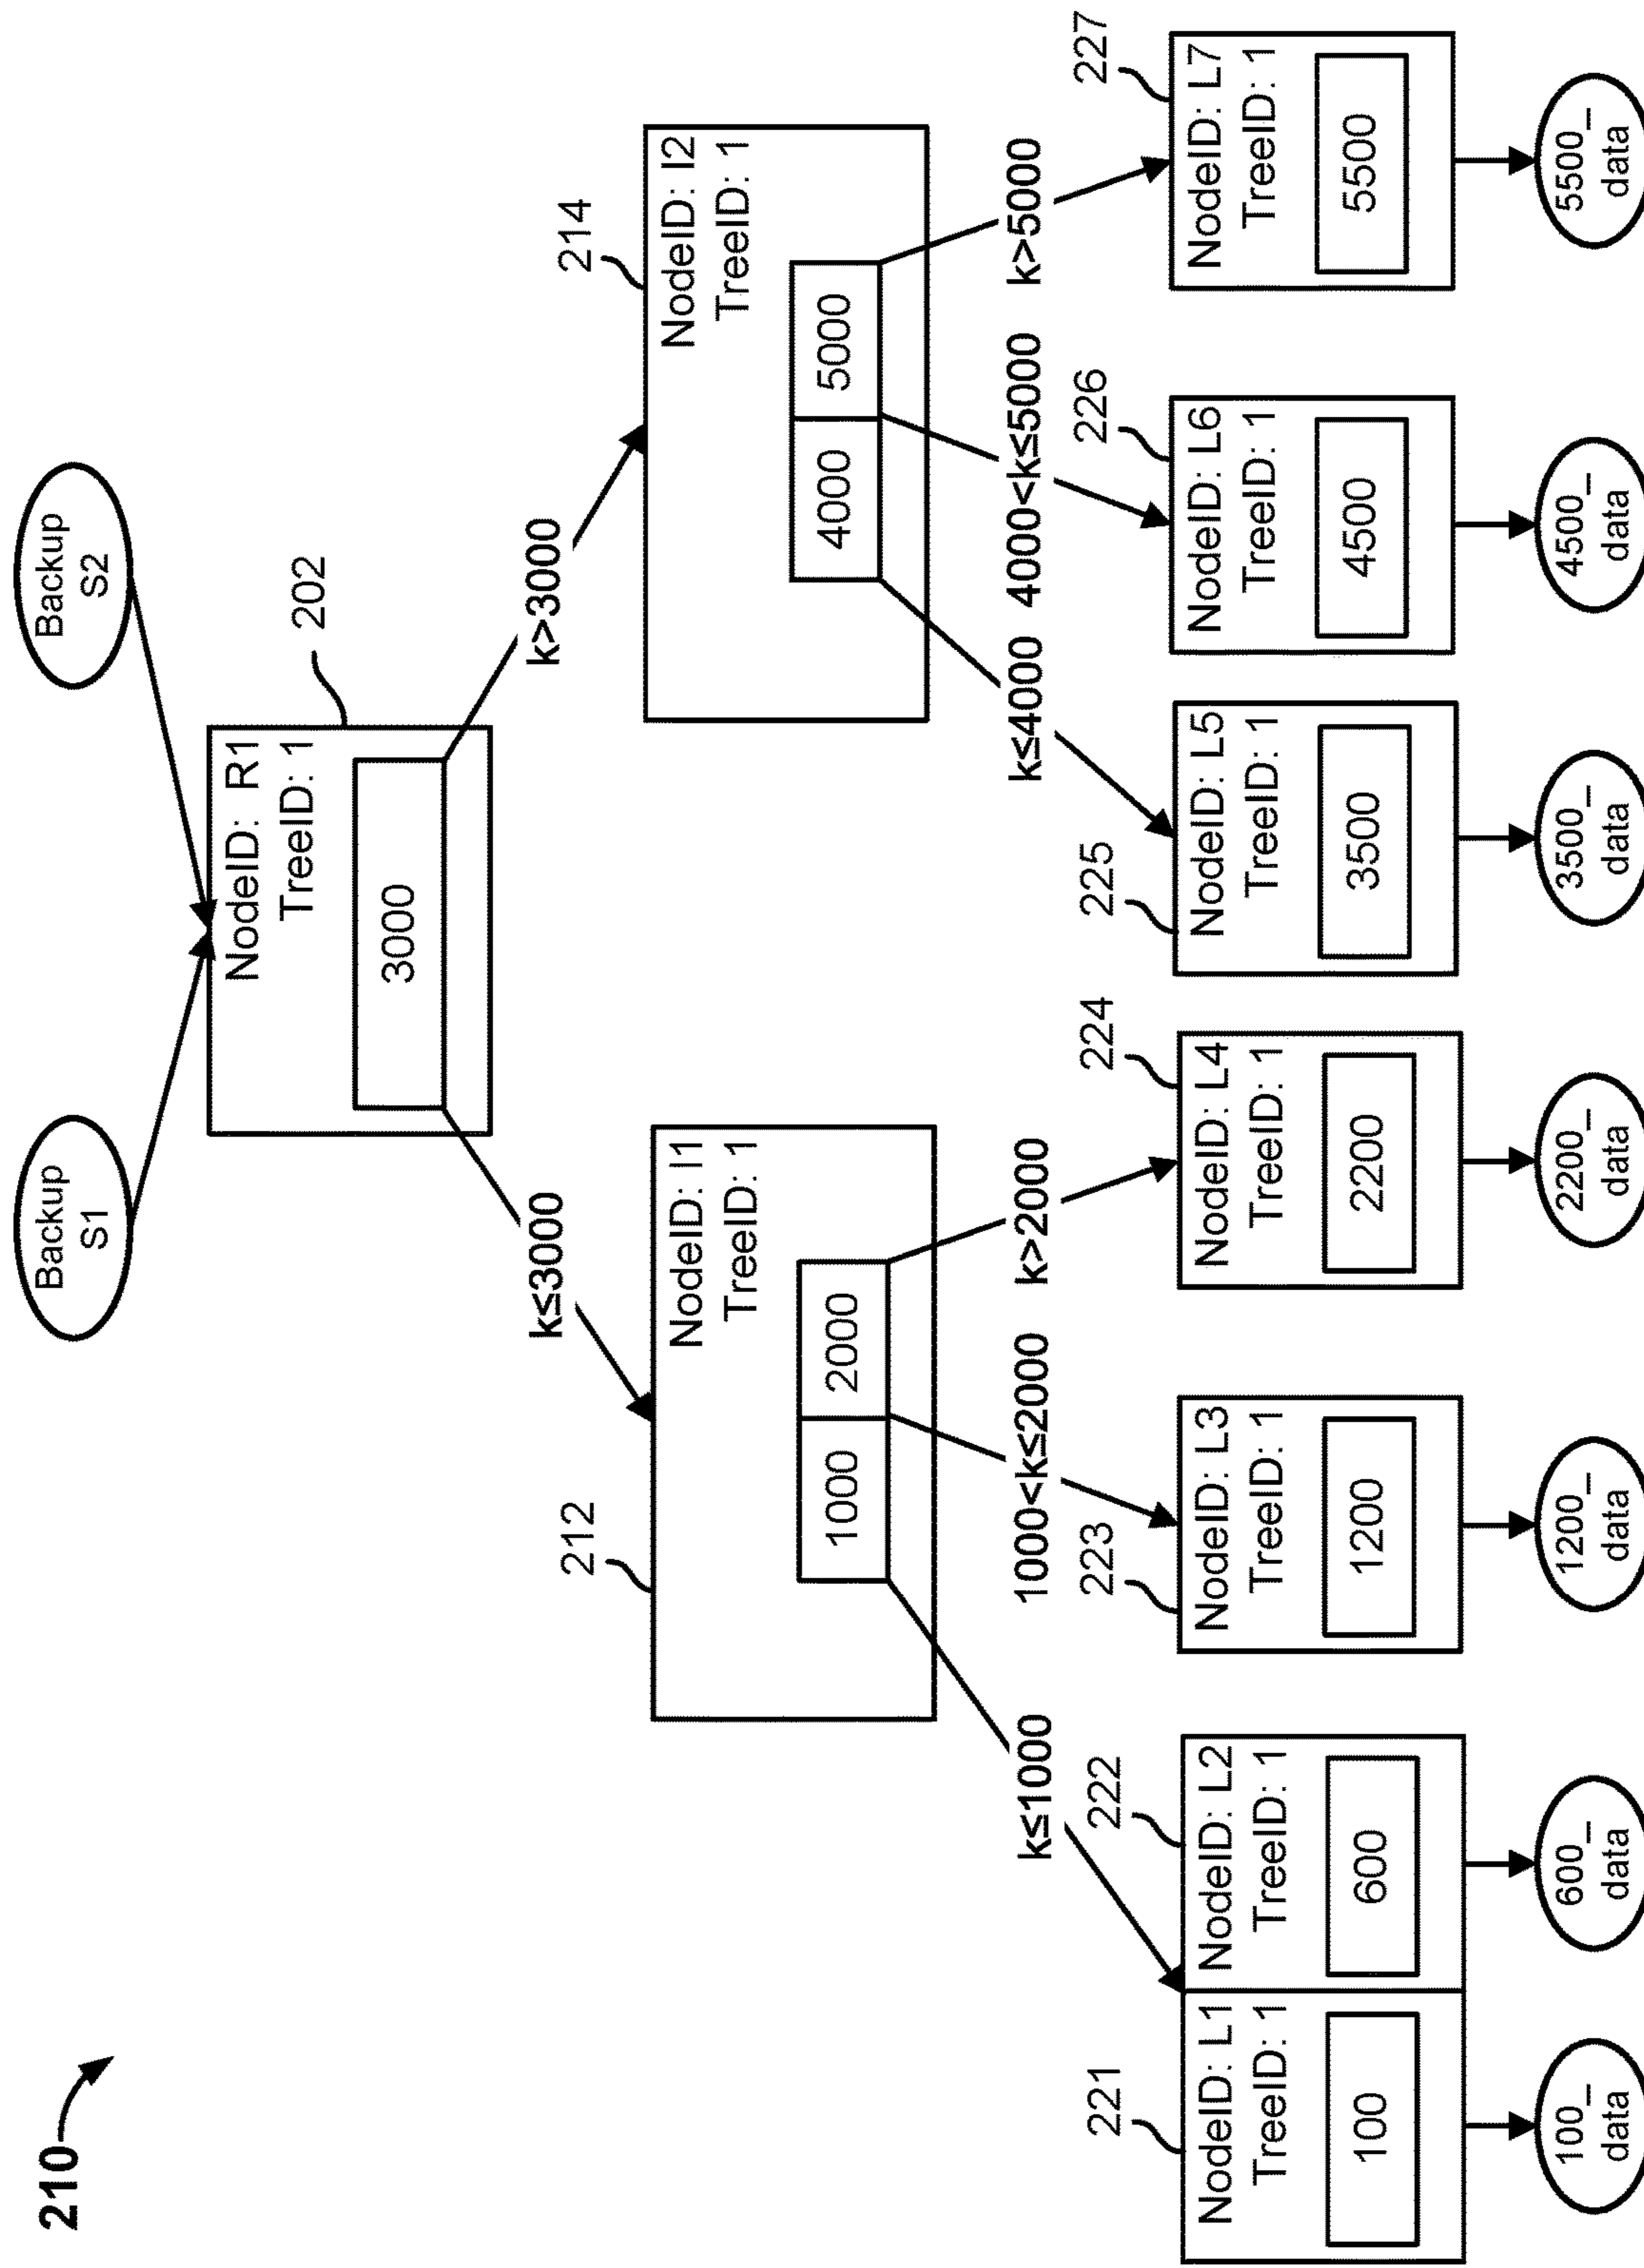 210
Backup
S1
Backup
S2
202
NodeID: R1
TreeID: 1
3000
k≤3000
k>3000
212
NodeID: I1
TreeID: 1
1000
2000
214
NodeID: I2
TreeID: 1
4000
5000
k≤1000
1000<k≤2000
k>2000
k≤4000
4000<k≤5000
k>5000
221
NodeID: L1
TreeID: 1
100
222
NodeID: L2
TreeID: 1
600
223
NodeID: L3
TreeID: 1
1200
224
NodeID: L4
TreeID: 1
2200
225
NodeID: L5
TreeID: 1
3500
226
NodeID: L6
TreeID: 1
4500
227
NodeID: L7
TreeID: 1
5500
100_
data
600_
data
1200_
data
2200_
data
3500_
data
4500_
data
5500_
data